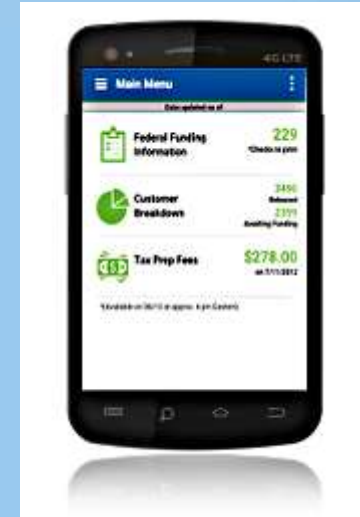 4G LTE
Main Menu
Data updated as of
Federal Funding 229
Information *Checks to print
Customer 3490
Breakdown Released
2359
Awaiting Funding
Tax Prep Fees $278.00
on 7/11/2012